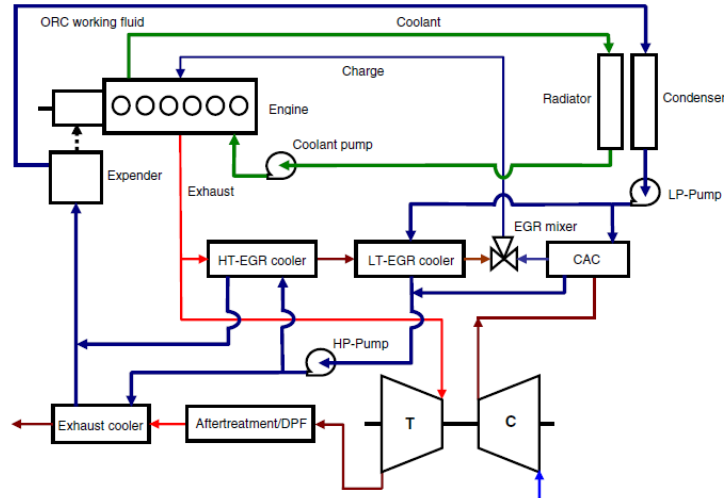 ORC working fluid
Coolant
Charge
Engine
Radiator
Condenser
Coolant pump
Expender
Exhaust
LP-Pump
EGR mixer
HT-EGR cooler
LT-EGR cooler
CAC
HP-Pump
T
C
Exhaust cooler
Aftertreatment/DPF